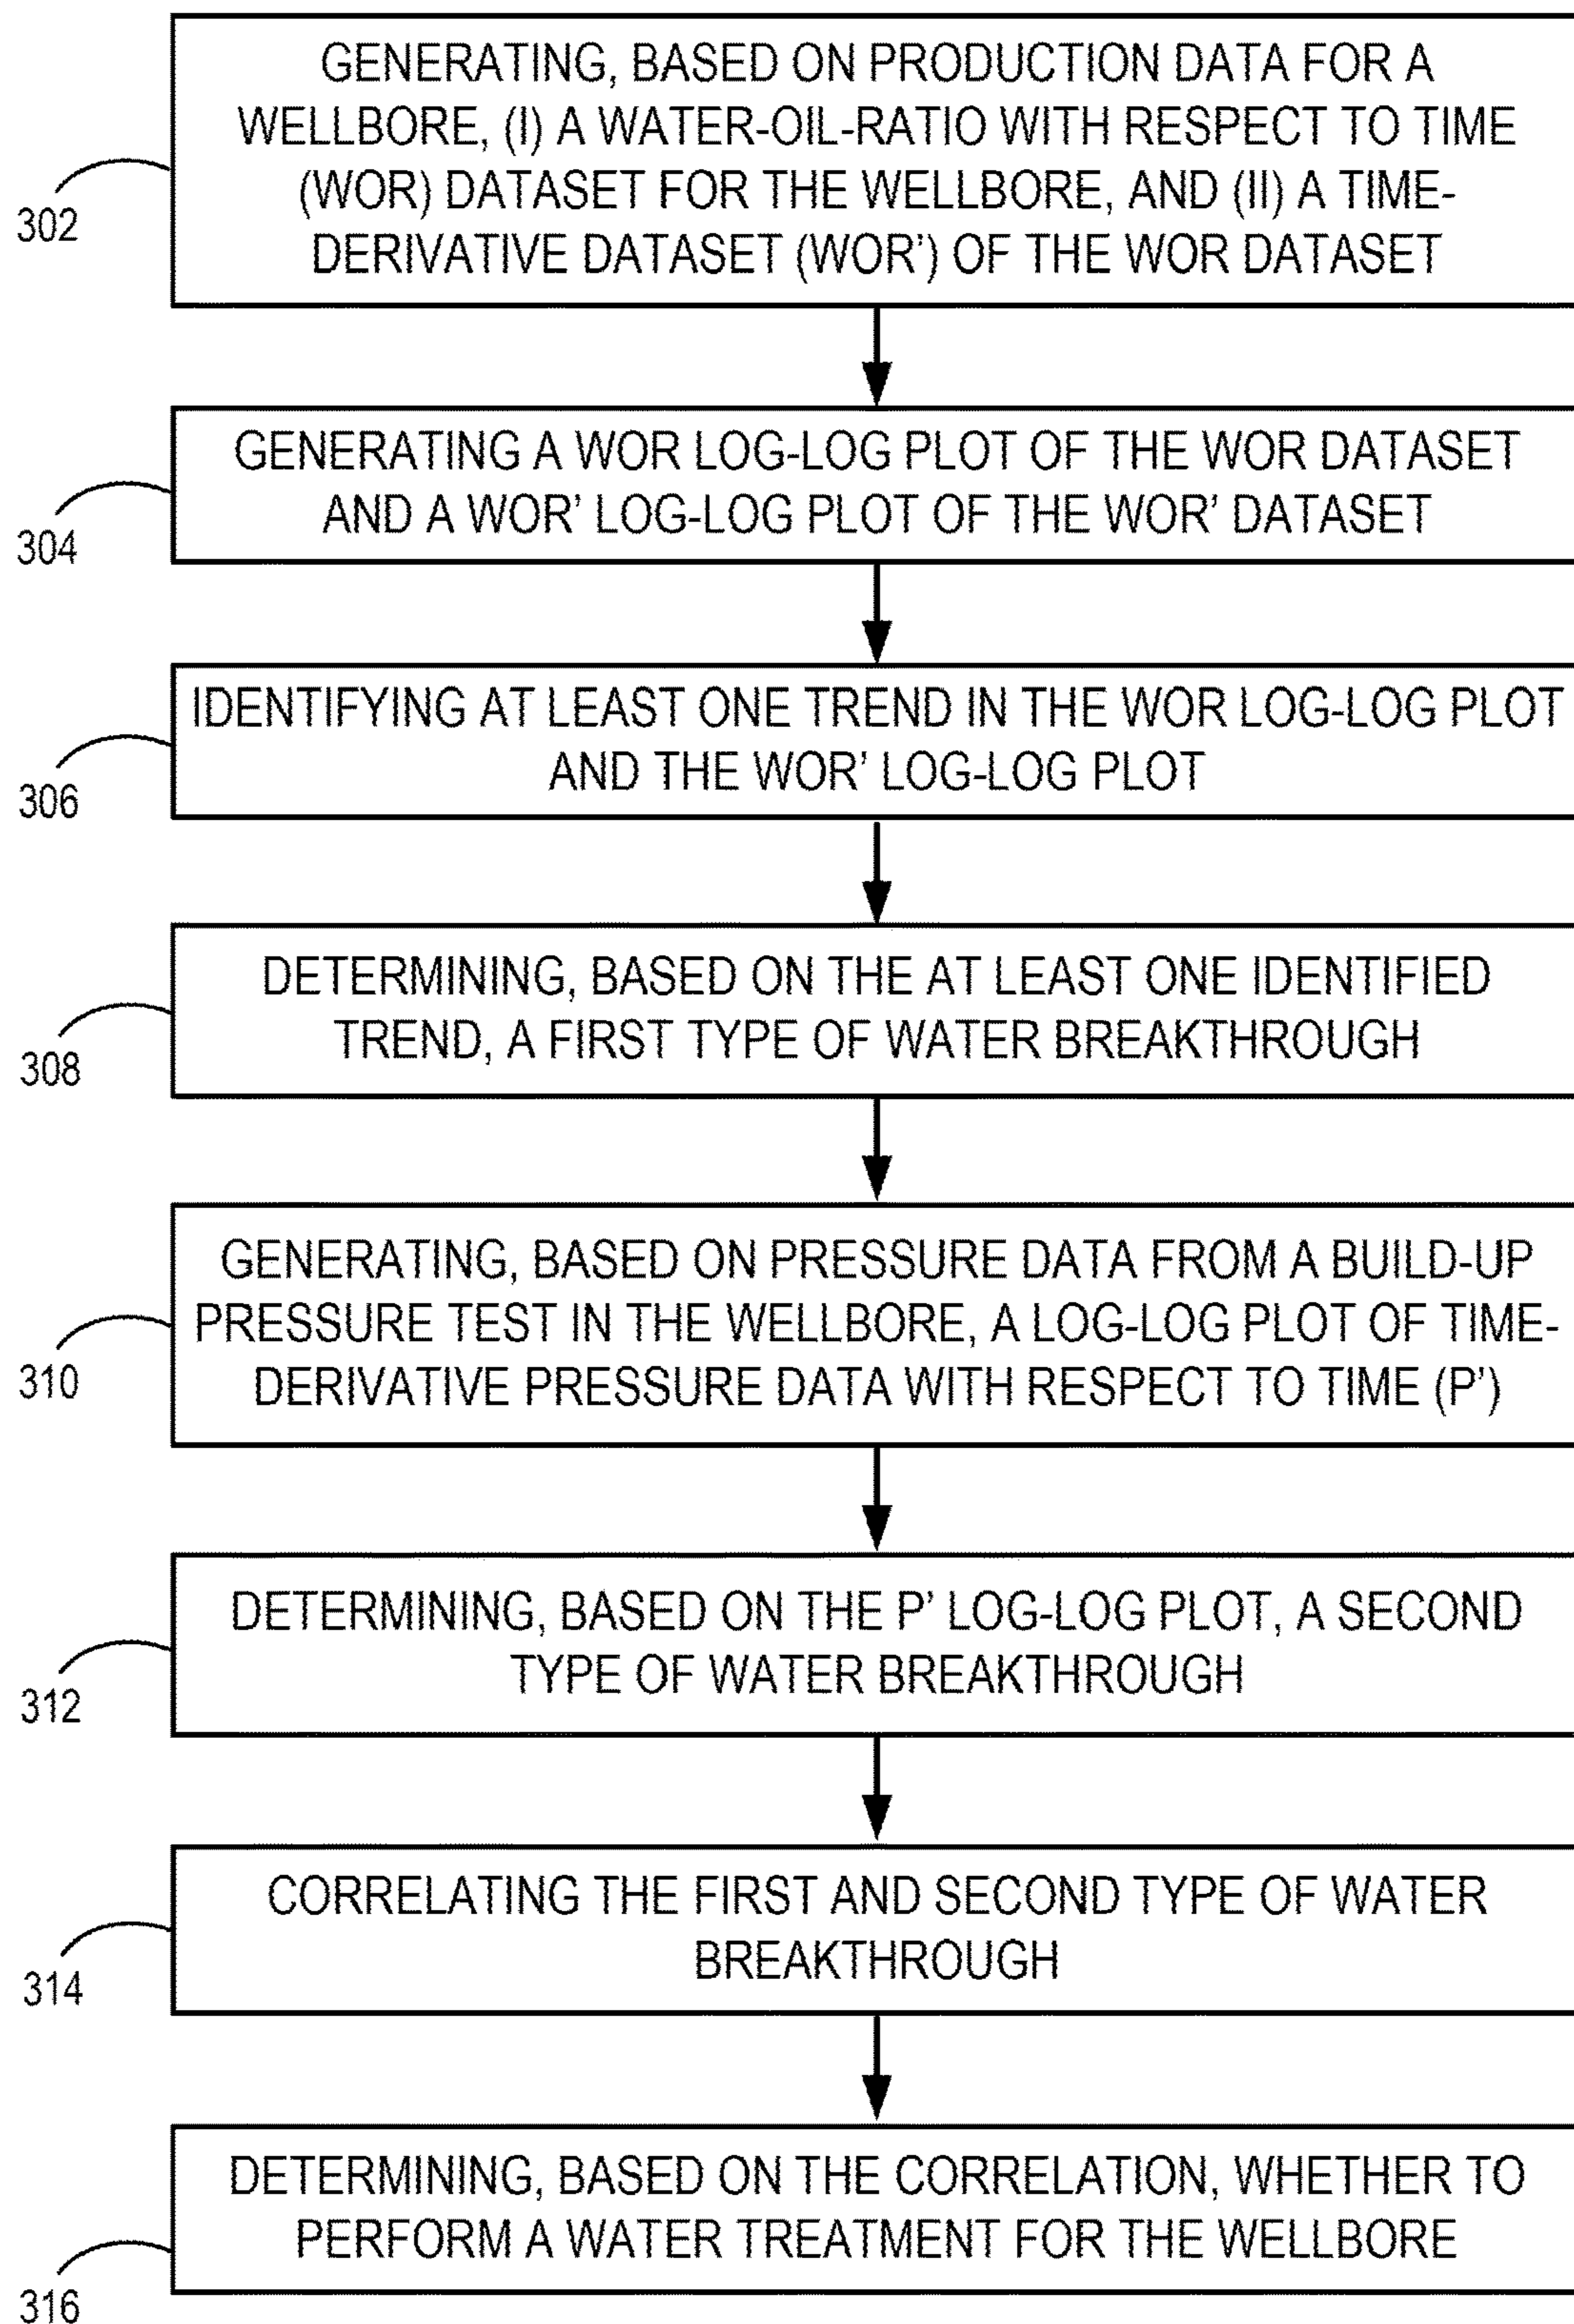 GENERATING, BASED ON PRODUCTION DATA FOR A
WELLBORE, (I) A WATER-OIL-RATIO WITH RESPECT TO TIME
(WOR) DATASET FOR THE WELLBORE, AND (II) A TIME-
DERIVATIVE DATASET (WOR') OF THE WOR DATASET
302
GENERATING A WOR LOG-LOG PLOT OF THE WOR DATASET
AND A WOR' LOG-LOG PLOT OF THE WOR' DATASET
304
IDENTIFYING AT LEAST ONE TREND IN THE WOR LOG-LOG PLOT
AND THE WOR' LOG-LOG PLOT
306
DETERMINING, BASED ON THE AT LEAST ONE IDENTIFIED
TREND, A FIRST TYPE OF WATER BREAKTHROUGH
308
GENERATING, BASED ON PRESSURE DATA FROM A BUILD-UP
PRESSURE TEST IN THE WELLBORE, A LOG-LOG PLOT OF TIME-
DERIVATIVE PRESSURE DATA WITH RESPECT TO TIME (P')
310
DETERMINING, BASED ON THE P' LOG-LOG PLOT, A SECOND
TYPE OF WATER BREAKTHROUGH
312
CORRELATING THE FIRST AND SECOND TYPE OF WATER
BREAKTHROUGH
314
DETERMINING, BASED ON THE CORRELATION, WHETHER TO
PERFORM A WATER TREATMENT FOR THE WELLBORE
316